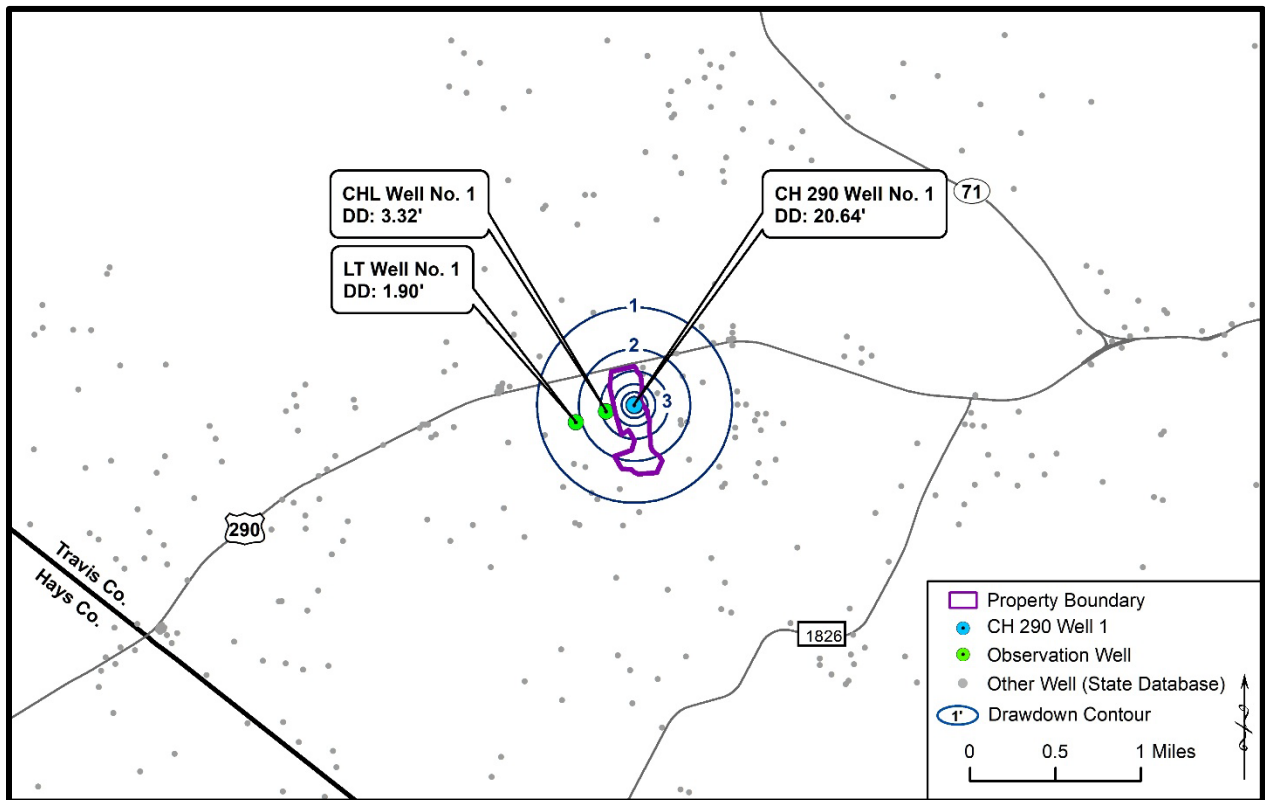 71
CHL Well No. 1
DD: 3.32'
CH 290 Well No. 1
DD: 20.64'
LT Well No. 1
DD: 1.90'
1
2
3
290
Travis Co.
Hays Co.
1826
Property Boundary
CH 290 Well 1
Observation Well
Other Well (State Database)
1' Drawdown Contour
0 0.5 1 Miles